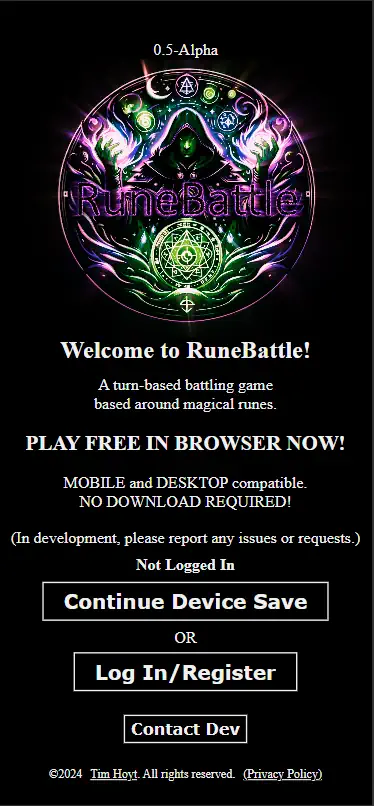 0.5-Alpha
RuneBattle
Welcome to RuneBattle!
A turn-based battling game
based around magical runes.
PLAY FREE IN BROWSER NOW!
MOBILE and DESKTOP compatible.
NO DOWNLOAD REQUIRED!
(In development, please report any issues or requests.)
Not Logged In
Continue Device Save
OR
Log In/Register
Contact Dev
©2024 Tim Hoyt. All rights reserved. (Privacy Policy)